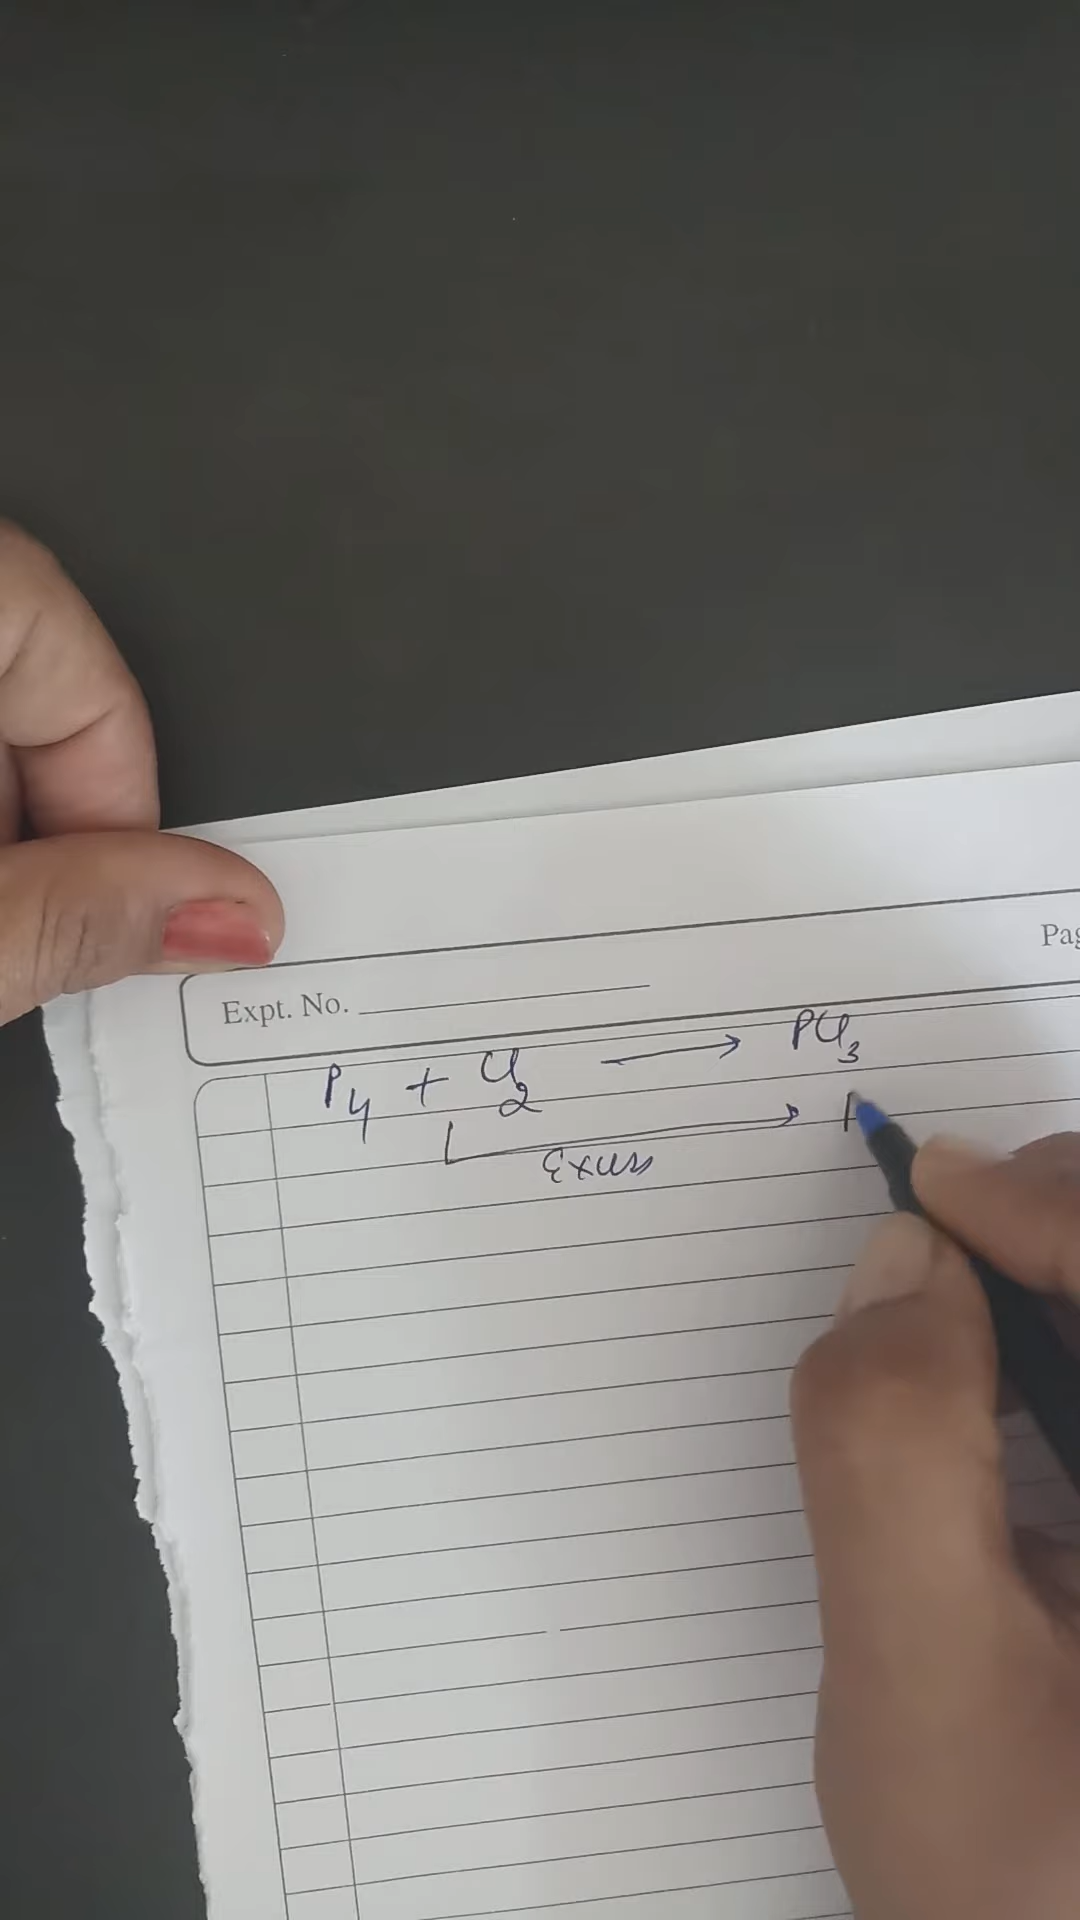 Pag
Expt. No.
P4 + Cl2 → PCl3
Excess →